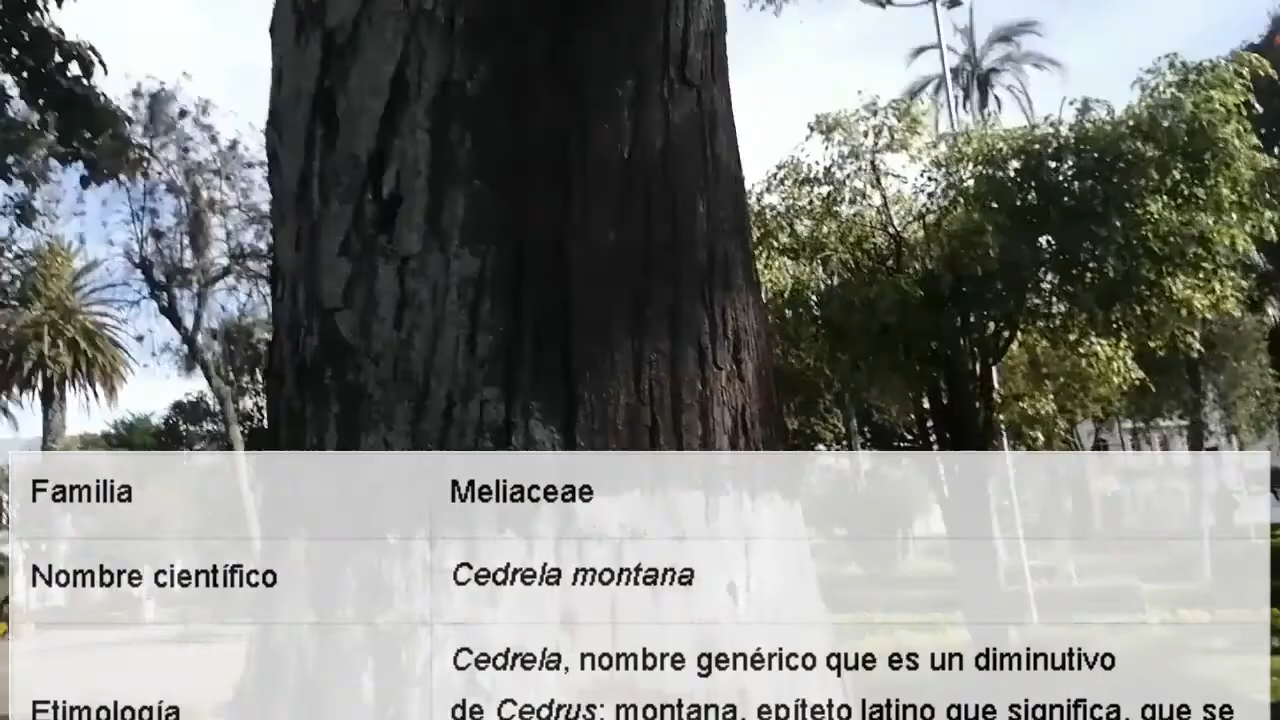 Familia Meliaceae
Nombre científico Cedrela montana
Cedrela, nombre genérico que es un diminutivo
Etimología de Cedrus; montana, epíteto latino que significa, que se